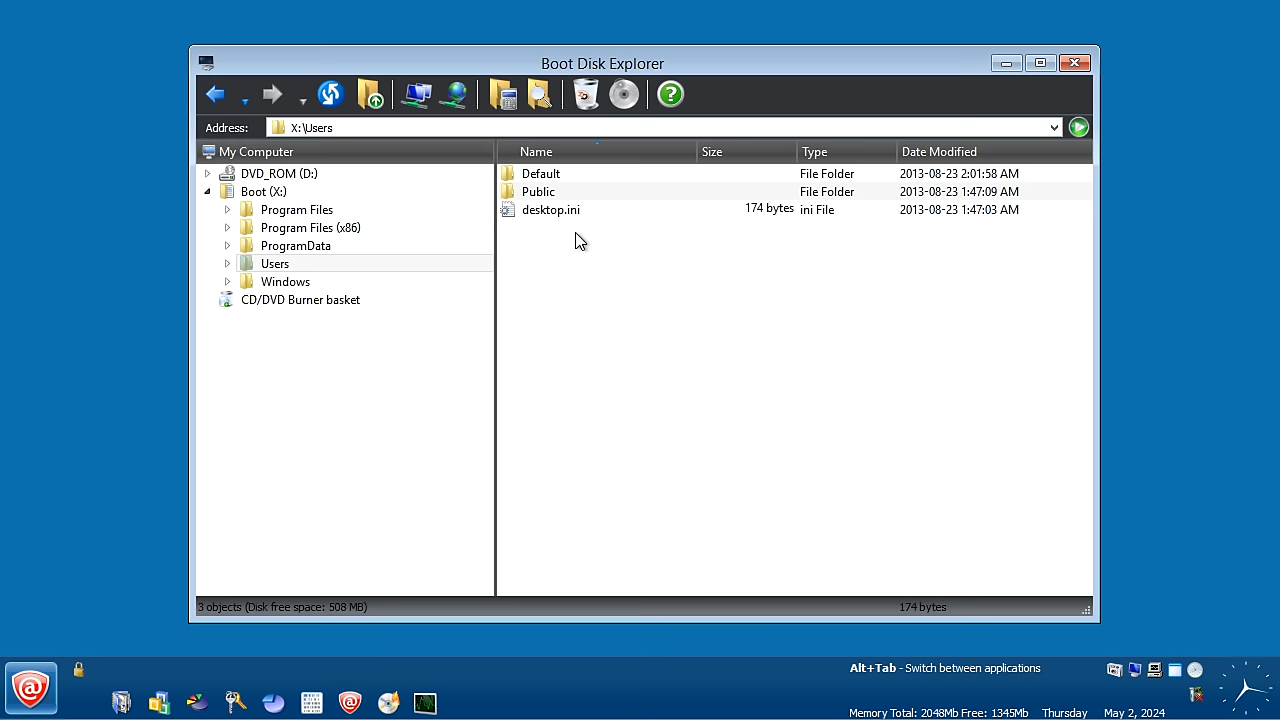 Boot Disk Explorer
Address: X:\Users
My Computer
Name Size Type Date Modified
DVD_ROM (D:)
Boot (X:)
Program Files
Program Files (x86)
ProgramData
Users
Windows
CD/DVD Burner basket
Default File Folder 2013-08-23 2:01:58 AM
Public File Folder 2013-08-23 1:47:09 AM
desktop.ini 174 bytes ini File 2013-08-23 1:47:03 AM
3 objects (Disk free space: 508 MB) 174 bytes
Alt+Tab - Switch between applications
Memory Total: 2048Mb Free: 1345Mb Thursday May 2, 2024